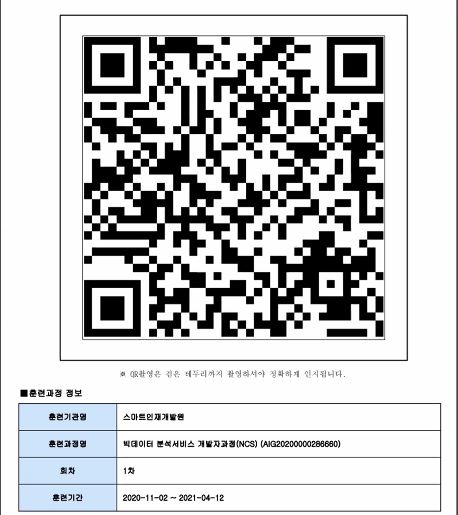 ※ QR촬영은 검은 테두리까지 촬영하셔야 정확하게 인지됩니다.
■훈련과정 정보
훈련기관명 스마트인재개발원
훈련과정명 빅데이터 분석서비스 개발자과정(NCS) (AIG20200000286660)
회차 1차
훈련기간 2020-11-02 ~ 2021-04-12